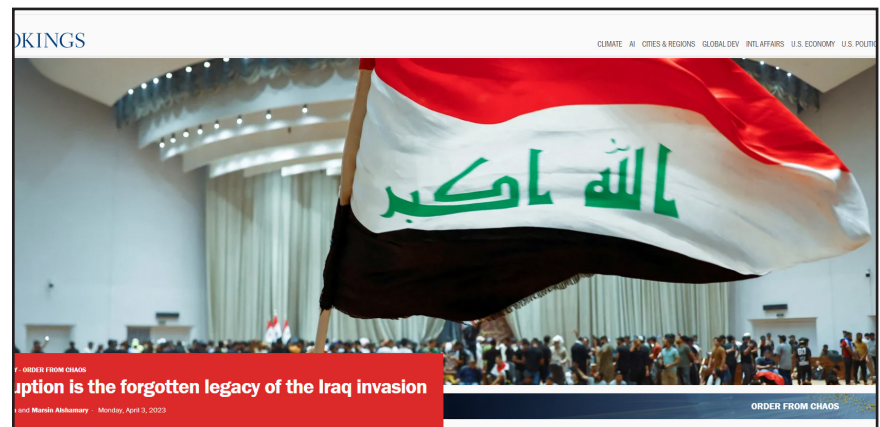 OKINGS
CLIMATE AI CITIES & REGIONS GLOBAL DEV INTL AFFAIRS U.S. ECONOMY U.S. POLITIC
الله اكبر
Y · ORDER FROM CHAOS
uption is the forgotten legacy of the Iraq invasion
and Marsin Alshamary · Monday, April 3, 2023
ORDER FROM CHAOS